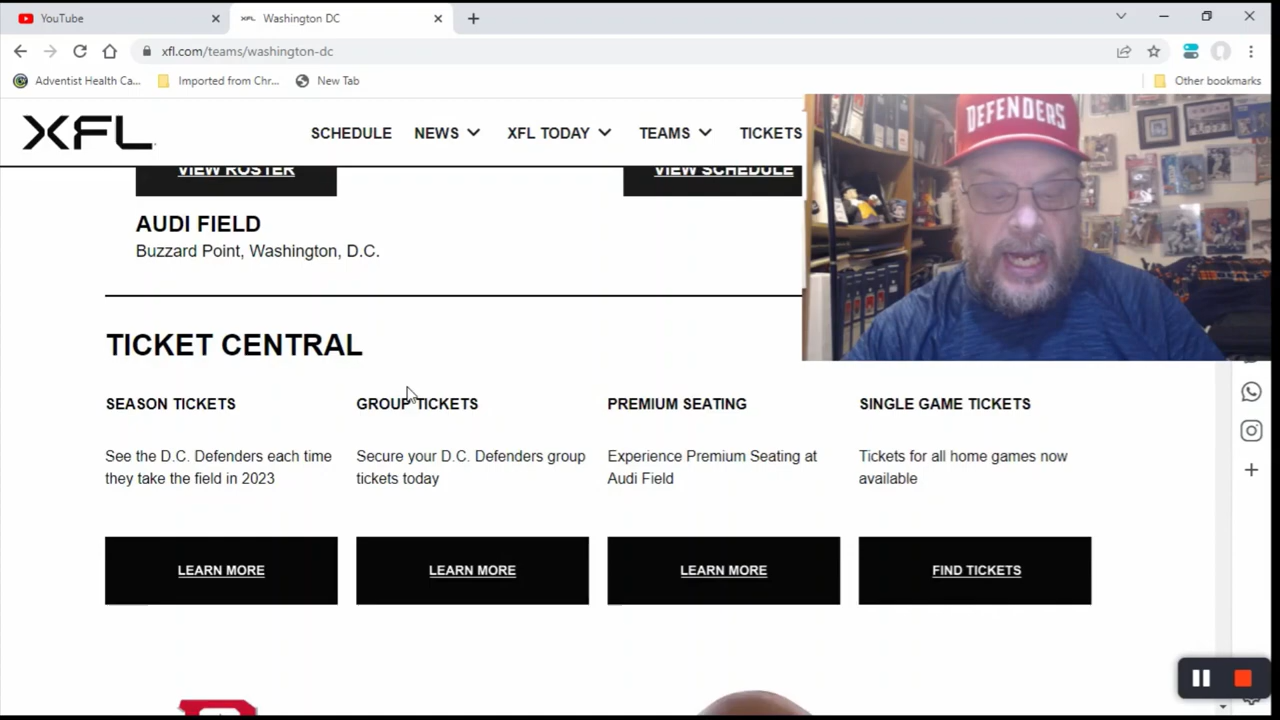 YouTube
XFL Washington DC
xfl.com/teams/washington-dc
Adventist Health Ca... Imported from Chr... New Tab Other bookmarks
XFL SCHEDULE NEWS XFL TODAY TEAMS TICKETS
DEFENDERS
VIEW ROSTER VIEW SCHEDULE
AUDI FIELD
Buzzard Point, Washington, D.C.
TICKET CENTRAL
SEASON TICKETS
See the D.C. Defenders each time
they take the field in 2023
LEARN MORE
GROUP TICKETS
Secure your D.C. Defenders group
tickets today
LEARN MORE
PREMIUM SEATING
Experience Premium Seating at
Audi Field
LEARN MORE
SINGLE GAME TICKETS
Tickets for all home games now
available
FIND TICKETS